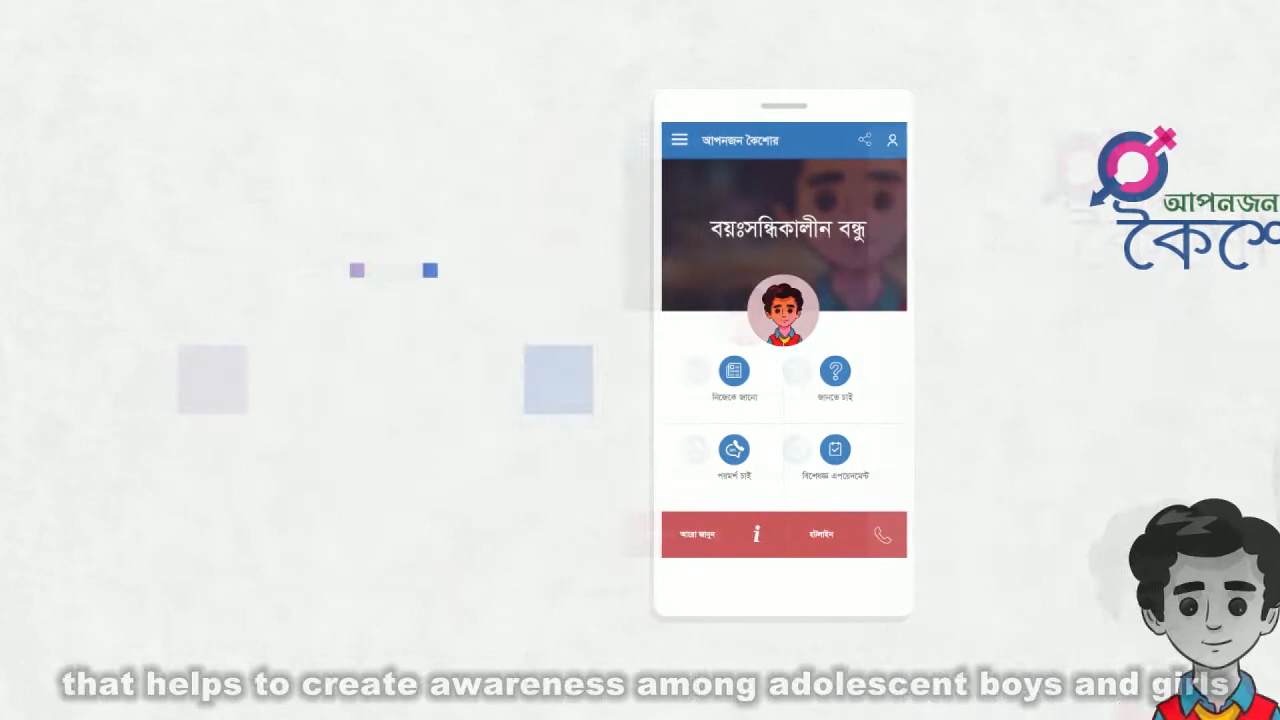 আপনজন কৈশোর
বয়ঃসন্ধিকালীন বন্ধু
নিজেকে জানো
জানতে চাই
পরামর্শ চাই
বিশেষজ্ঞ এপয়েনমেন্ট
আরো জানুন
i
হটলাইন
আপনজন
কৈশো
that helps to create awareness among adolescent boys and girls